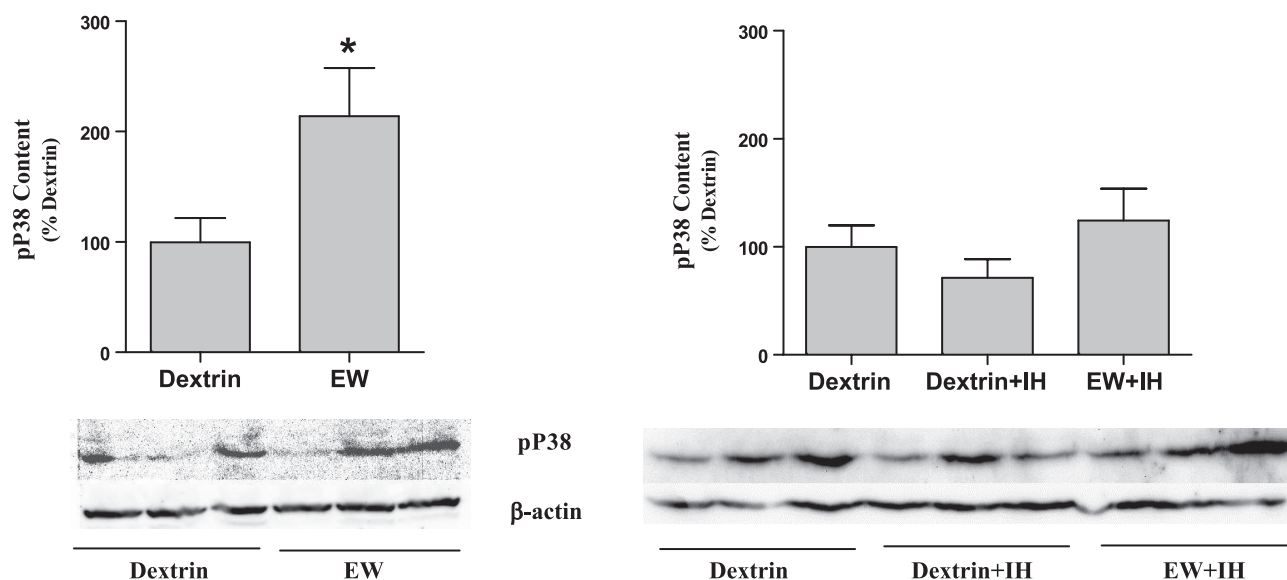 300
200
100
0
pP38 Content
(% Dextrin)
*
Dextrin EW
300
200
100
0
pP38 Content
(% Dextrin)
Dextrin Dextrin+IH EW+IH
pP38
β-actin
Dextrin EW
Dextrin Dextrin+IH EW+IH